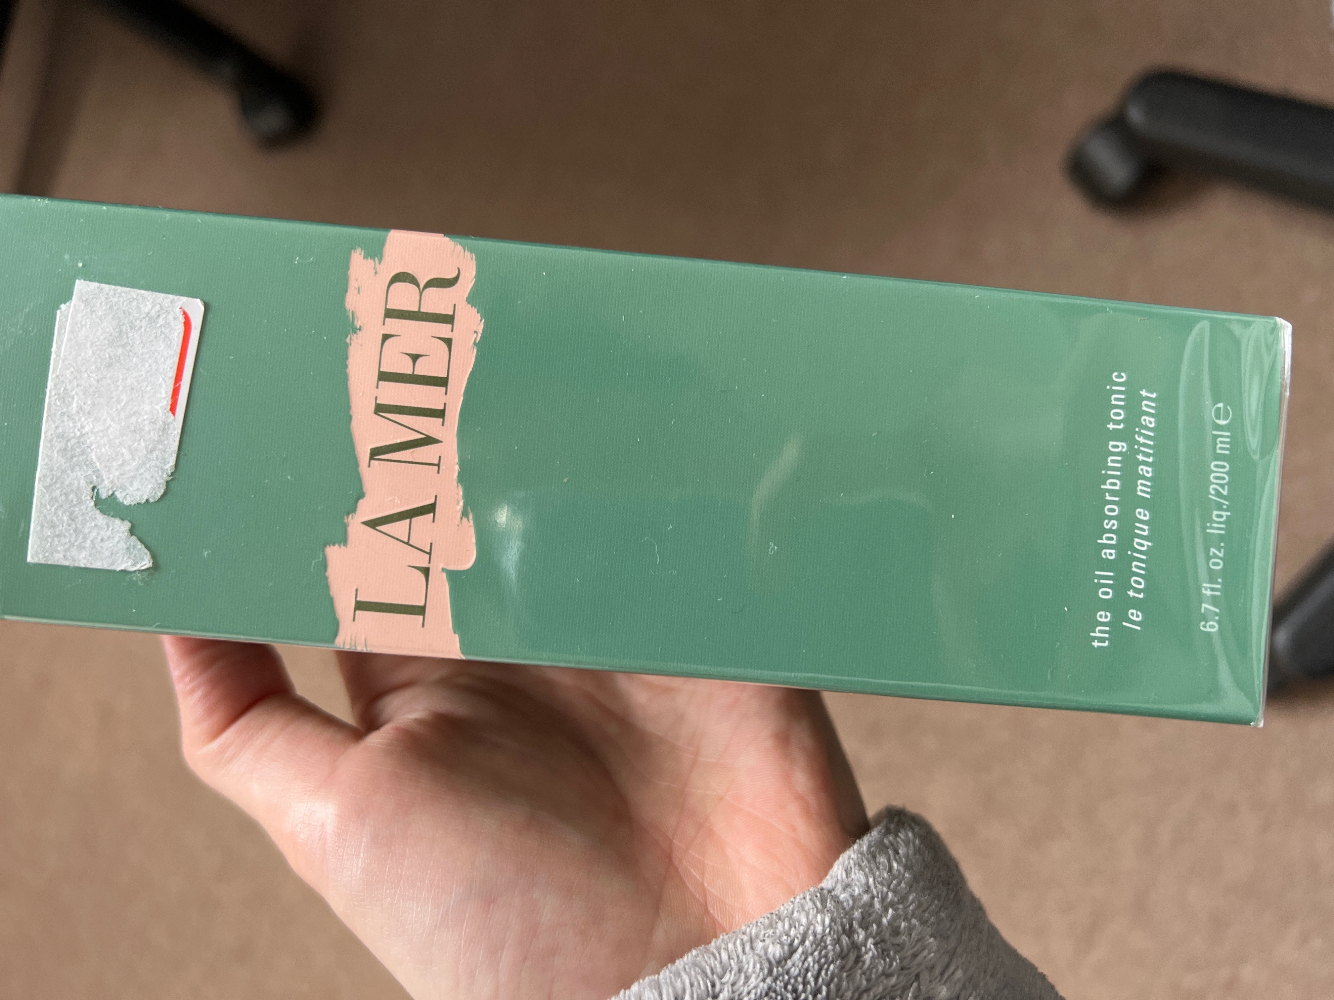 LA MER
the oil absorbing tonic
le tonique matifiant
6.7 fl. oz. liq./200 ml ℮